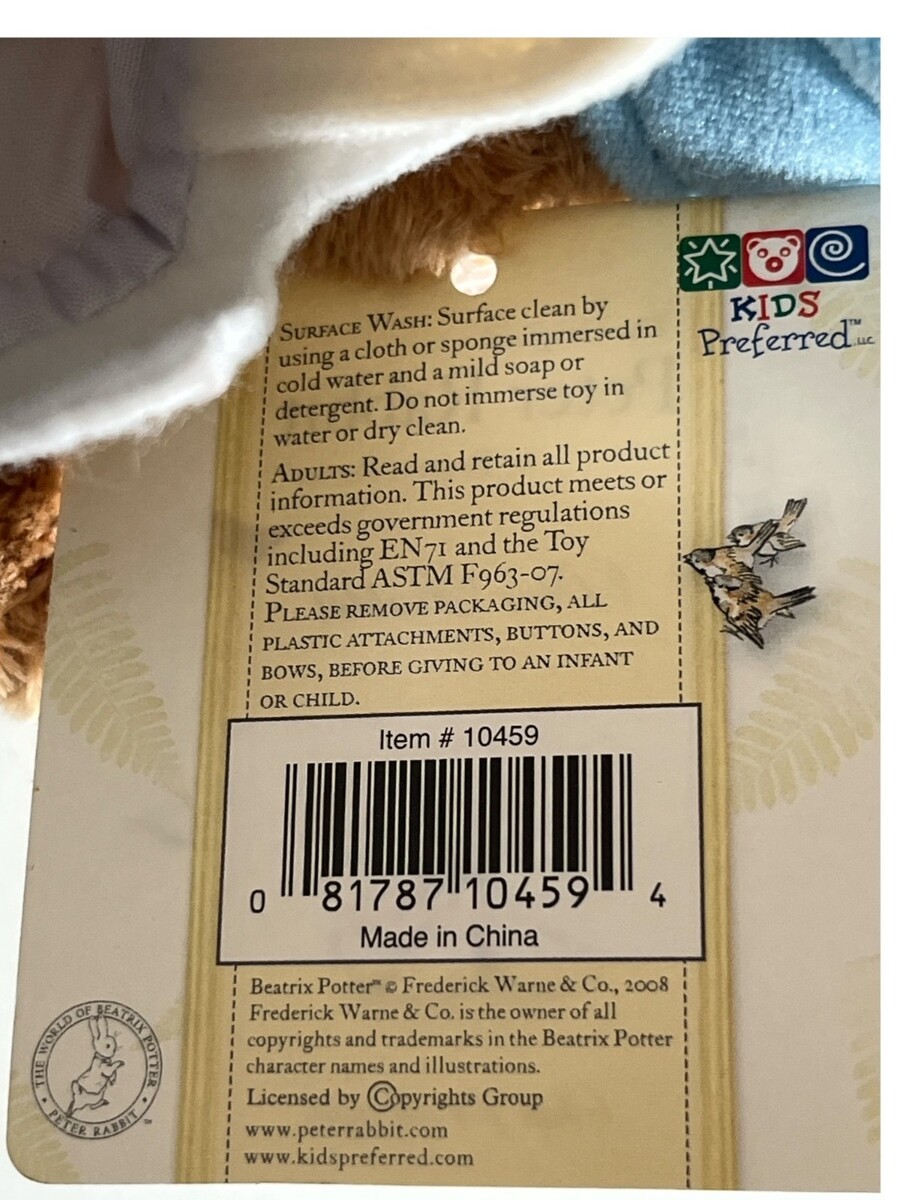 KIDS
Preferred™ LLC
SURFACE WASH: Surface clean by
using a cloth or sponge immersed in
cold water and a mild soap or
detergent. Do not immerse toy in
water or dry clean.
ADULTS: Read and retain all product
information. This product meets or
exceeds government regulations
including EN71 and the Toy
Standard ASTM F963-07.
PLEASE REMOVE PACKAGING, ALL
PLASTIC ATTACHMENTS, BUTTONS, AND
BOWS, BEFORE GIVING TO AN INFANT
OR CHILD.
Item # 10459
0 81787 10459 4
Made in China
Beatrix Potter™ © Frederick Warne & Co., 2008
Frederick Warne & Co. is the owner of all
copyrights and trademarks in the Beatrix Potter
character names and illustrations.
Licensed by ©opyrights Group
www.peterrabbit.com
www.kidspreferred.com
THE WORLD OF BEATRIX POTTER
• PETER RABBIT • ™